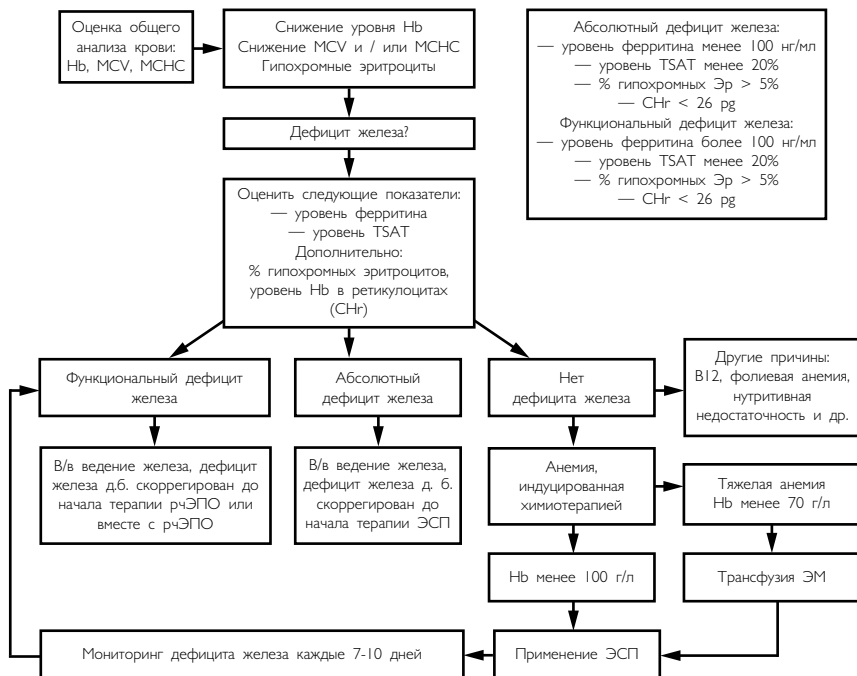 Оценка общего
анализа крови:
Hb, MCV, MCHC
Снижение уровня Hb
Снижение MCV и / или MCHC
Гипохромные эритроциты
Абсолютный дефицит железа:
— уровень ферритина менее 100 нг/мл
— уровень TSAT менее 20%
— % гипохромных Эр > 5%
— CHr < 26 pg
Функциональный дефицит железа:
— уровень ферритина более 100 нг/мл
— уровень TSAT менее 20%
— % гипохромных Эр > 5%
— CHr < 26 pg
Дефицит железа?
Оценить следующие показатели:
— уровень ферритина
— уровень TSAT
Дополнительно:
% гипохромных эритроцитов,
уровень Hb в ретикулоцитах
(CHr)
Функциональный дефицит
железа
Абсолютный
дефицит железа
Нет
дефицита железа
Другие причины:
B12, фолиевая анемия,
нутритивная
недостаточность и др.
В/в ведение железа, дефицит
железа д.б. скоррегирован до
начала терапии рчЭПО или
вместе с рчЭПО
В/в ведение железа,
дефицит железа д. б.
скоррегирован до
начала терапии ЭСП
Анемия,
индуцированная
химиотерапией
Тяжелая анемия
Hb менее 70 г/л
Hb менее 100 г/л
Трансфузия ЭМ
Мониторинг дефицита железа каждые 7-10 дней
Применение ЭСП